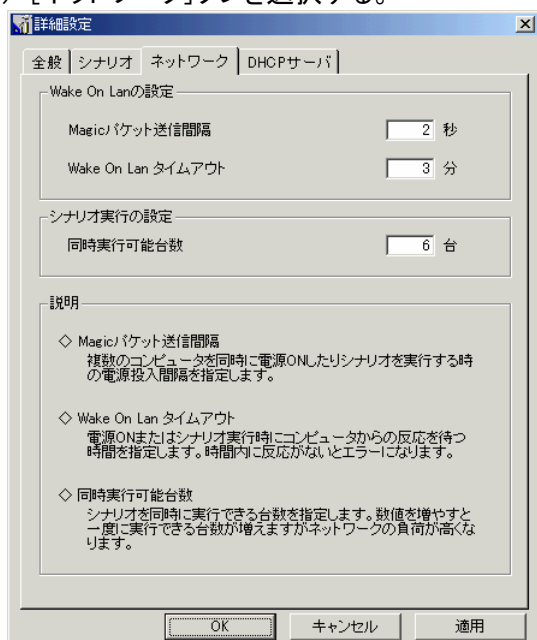 [ネットワーク]タブを選択する。
詳細設定
全般 シナリオ ネットワーク DHCPサーバ
Wake On Lanの設定
Magicパケット送信間隔 2 秒
Wake On Lan タイムアウト 3 分
シナリオ実行の設定
同時実行可能台数 6 台
説明
◇ Magicパケット送信間隔
複数のコンピュータを同時に電源ONしたりシナリオを実行する時
の電源投入間隔を指定します。
◇ Wake On Lan タイムアウト
電源ONまたはシナリオ実行時にコンピュータからの反応を待つ
時間を指定します。時間内に反応がないとエラーになります。
◇ 同時実行可能台数
シナリオを同時に実行できる台数を指定します。数値を増やすと
一度に実行できる台数が増えますがネットワークの負荷が高くな
ります。
OK キャンセル 適用